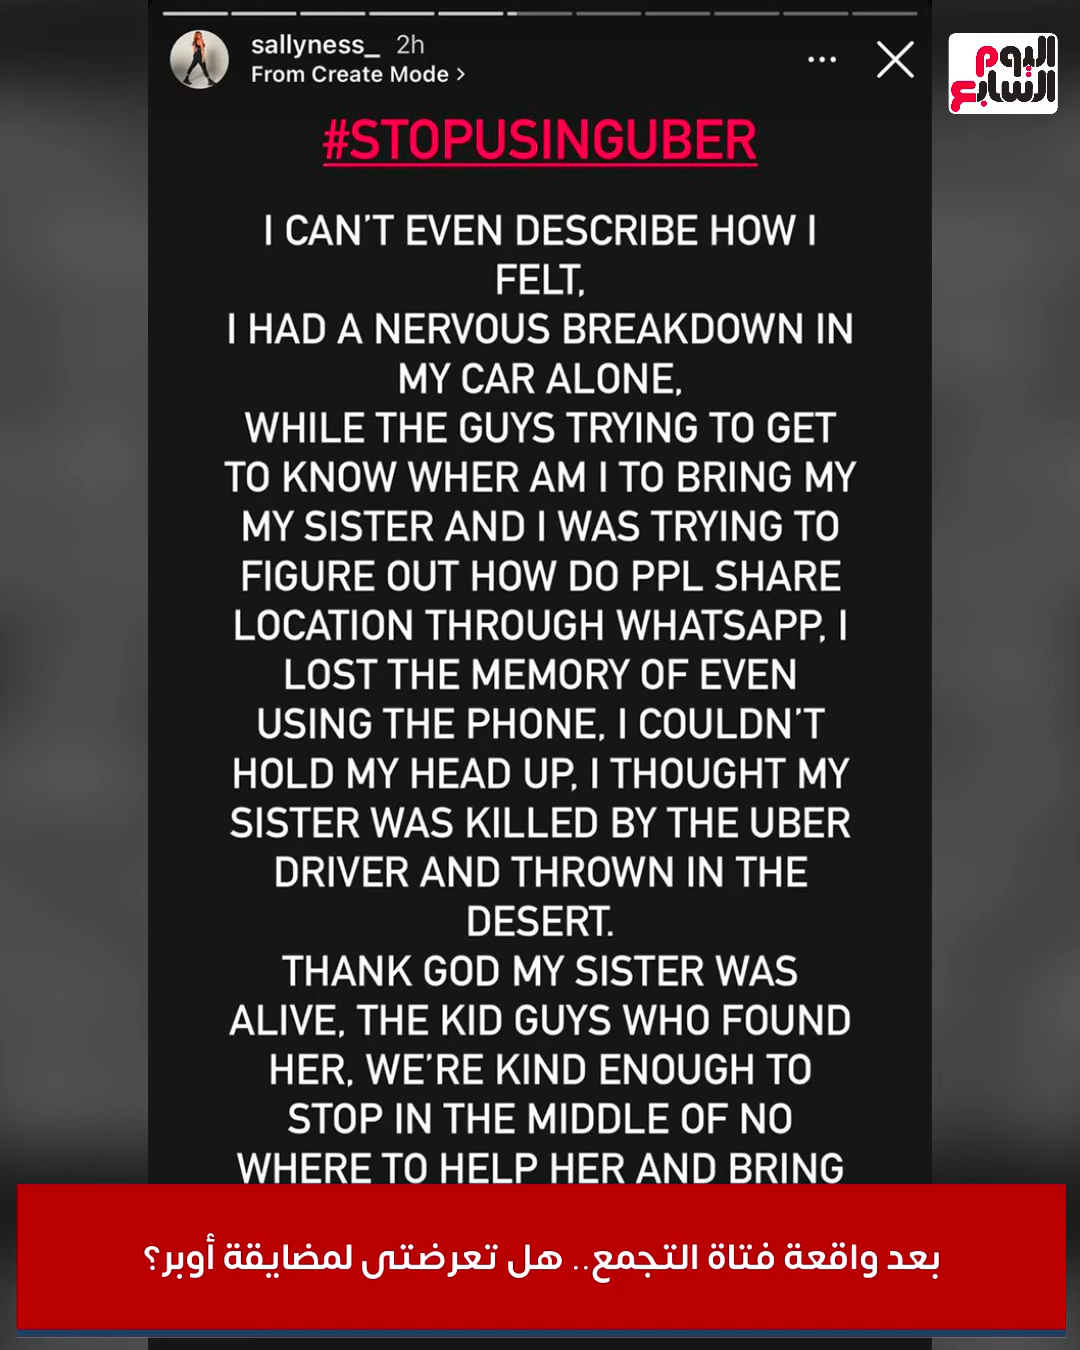 sallyness_ 2h
From Create Mode >
اليوم
السابع
#STOPUSINGUBER
I CAN'T EVEN DESCRIBE HOW I
FELT,
I HAD A NERVOUS BREAKDOWN IN
MY CAR ALONE,
WHILE THE GUYS TRYING TO GET
TO KNOW WHER AM I TO BRING MY
MY SISTER AND I WAS TRYING TO
FIGURE OUT HOW DO PPL SHARE
LOCATION THROUGH WHATSAPP, I
LOST THE MEMORY OF EVEN
USING THE PHONE, I COULDN'T
HOLD MY HEAD UP, I THOUGHT MY
SISTER WAS KILLED BY THE UBER
DRIVER AND THROWN IN THE
DESERT.
THANK GOD MY SISTER WAS
ALIVE, THE KID GUYS WHO FOUND
HER, WE'RE KIND ENOUGH TO
STOP IN THE MIDDLE OF NO
WHERE TO HELP HER AND BRING
بعد واقعة فتاة التجمع.. هل تعرضتى لمضايقة أوبر؟